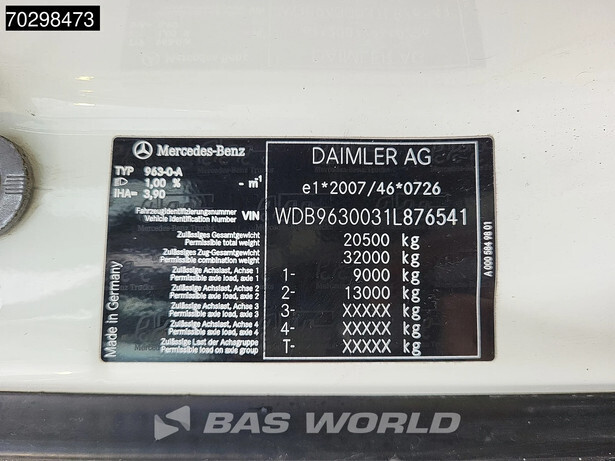 70298473
Mercedes-Benz
DAIMLER AG
TYP 963-0-A
1,00 % - m-1
IHA= 3,90
e1*2007/46*0726
Fahrzeugidentifizierungsnummer
Vehicle Identification Number VIN WDB9630031L876541
Zulässiges Gesamtgewicht
Permissible total weight 20500 kg
Zulässiges Zug-Gesamtgewicht
Permissible combination weight 32000 kg
Zulässige Achslast, Achse 1
Permissible axle load, axle 1 1- 9000 kg
Zulässige Achslast, Achse 2
Permissible axle load, axle 2 2- 13000 kg
Zulässige Achslast, Achse 3
Permissible axle load, axle 3 3- XXXXX kg
Zulässige Achslast, Achse 4
Permissible axle load, axle 4 4- XXXXX kg
Zulässige Last der Achsgruppe
Permissible load on axle group T- XXXXX kg
Made in Germany
A 000 584 98 01
BAS WORLD